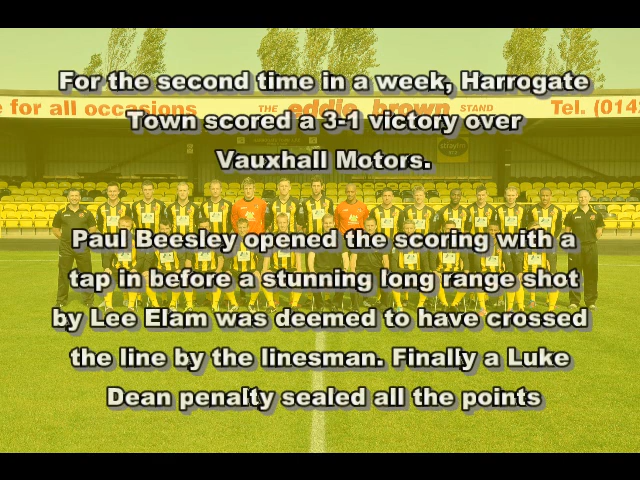 For the second time in a week, Harrogate
e for all occasions THE eddie brown STAND Tel. (014
Town scored a 3-1 victory over
Vauxhall Motors.
Paul Beesley opened the scoring with a
tap in before a stunning long range shot
by Lee Elam was deemed to have crossed
the line by the linesman. Finally a Luke
Dean penalty sealed all the points